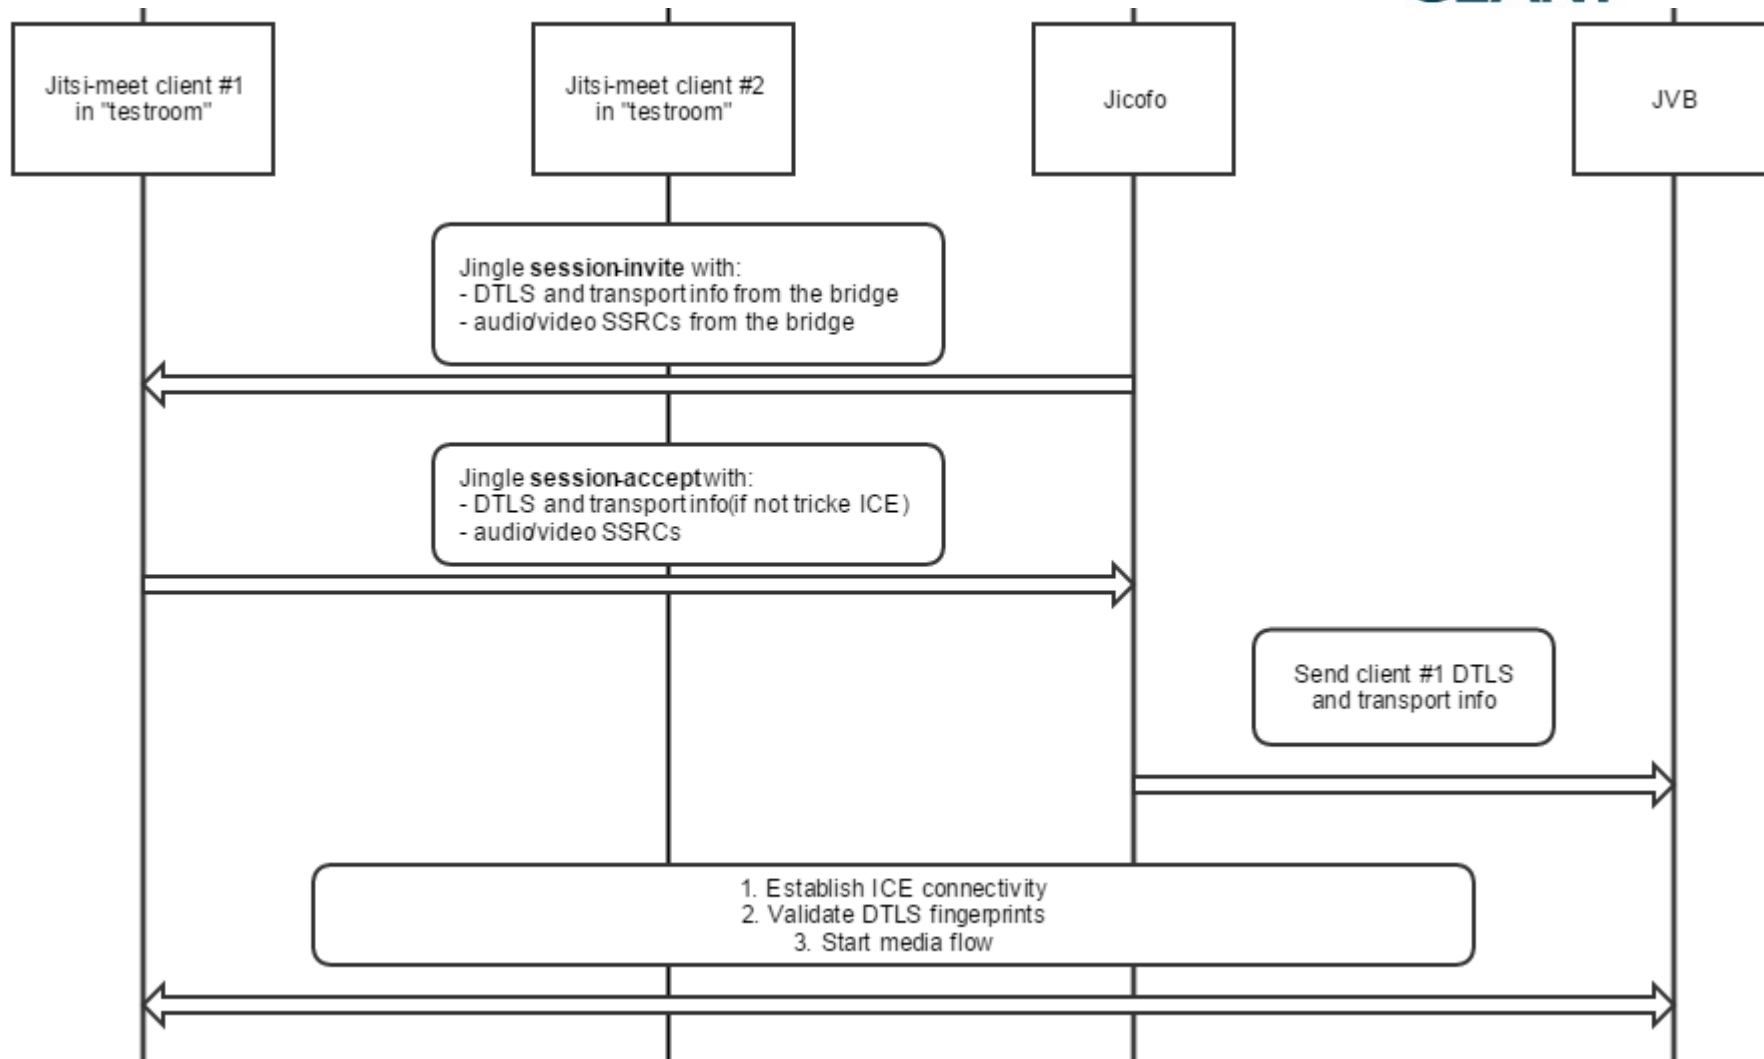 Jitsi-meet client #1
in "testroom"
Jitsi-meet client #2
in "testroom"
Jicofo
JVB
Jingle session-invite with:
- DTLS and transport info from the bridge
- audio/video SSRCs from the bridge
Jingle session-accept with:
- DTLS and transport info(if not tricke ICE)
- audio/video SSRCs
Send client #1 DTLS
and transport info
1. Establish ICE connectivity
2. Validate DTLS fingerprints
3. Start media flow